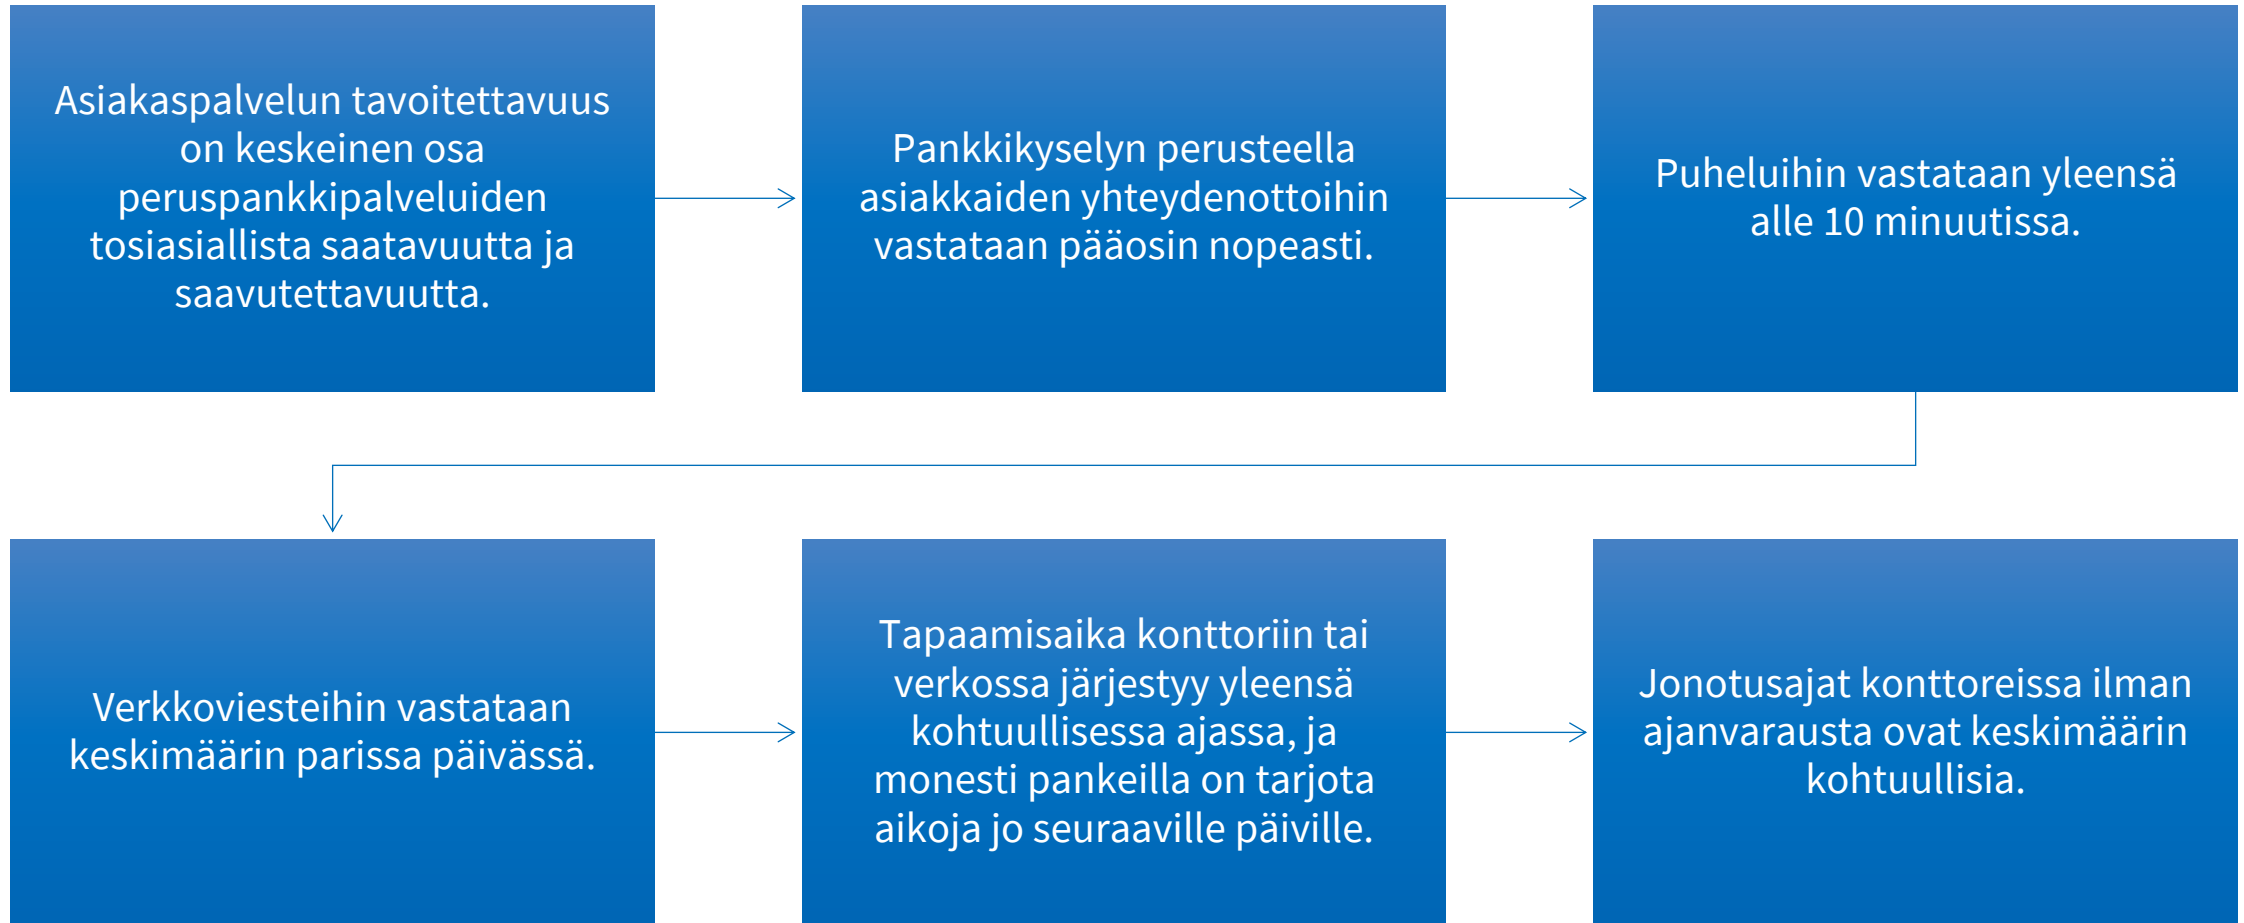 Asiakaspalvelun tavoitettavuus
on keskeinen osa
peruspankkipalveluiden
tosiasiallista saatavuutta ja
saavutettavuutta.
Pankkikyselyn perusteella
asiakkaiden yhteydenottoihin
vastataan pääosin nopeasti.
Puheluihin vastataan yleensä
alle 10 minuutissa.
Verkkoviesteihin vastataan
keskimäärin parissa päivässä.
Tapaamisaika konttoriin tai
verkossa järjestyy yleensä
kohtuullisessa ajassa, ja
monesti pankeilla on tarjota
aikoja jo seuraaville päiville.
Jonotusajat konttoreissa ilman
ajanvarausta ovat keskimäärin
kohtuullisia.